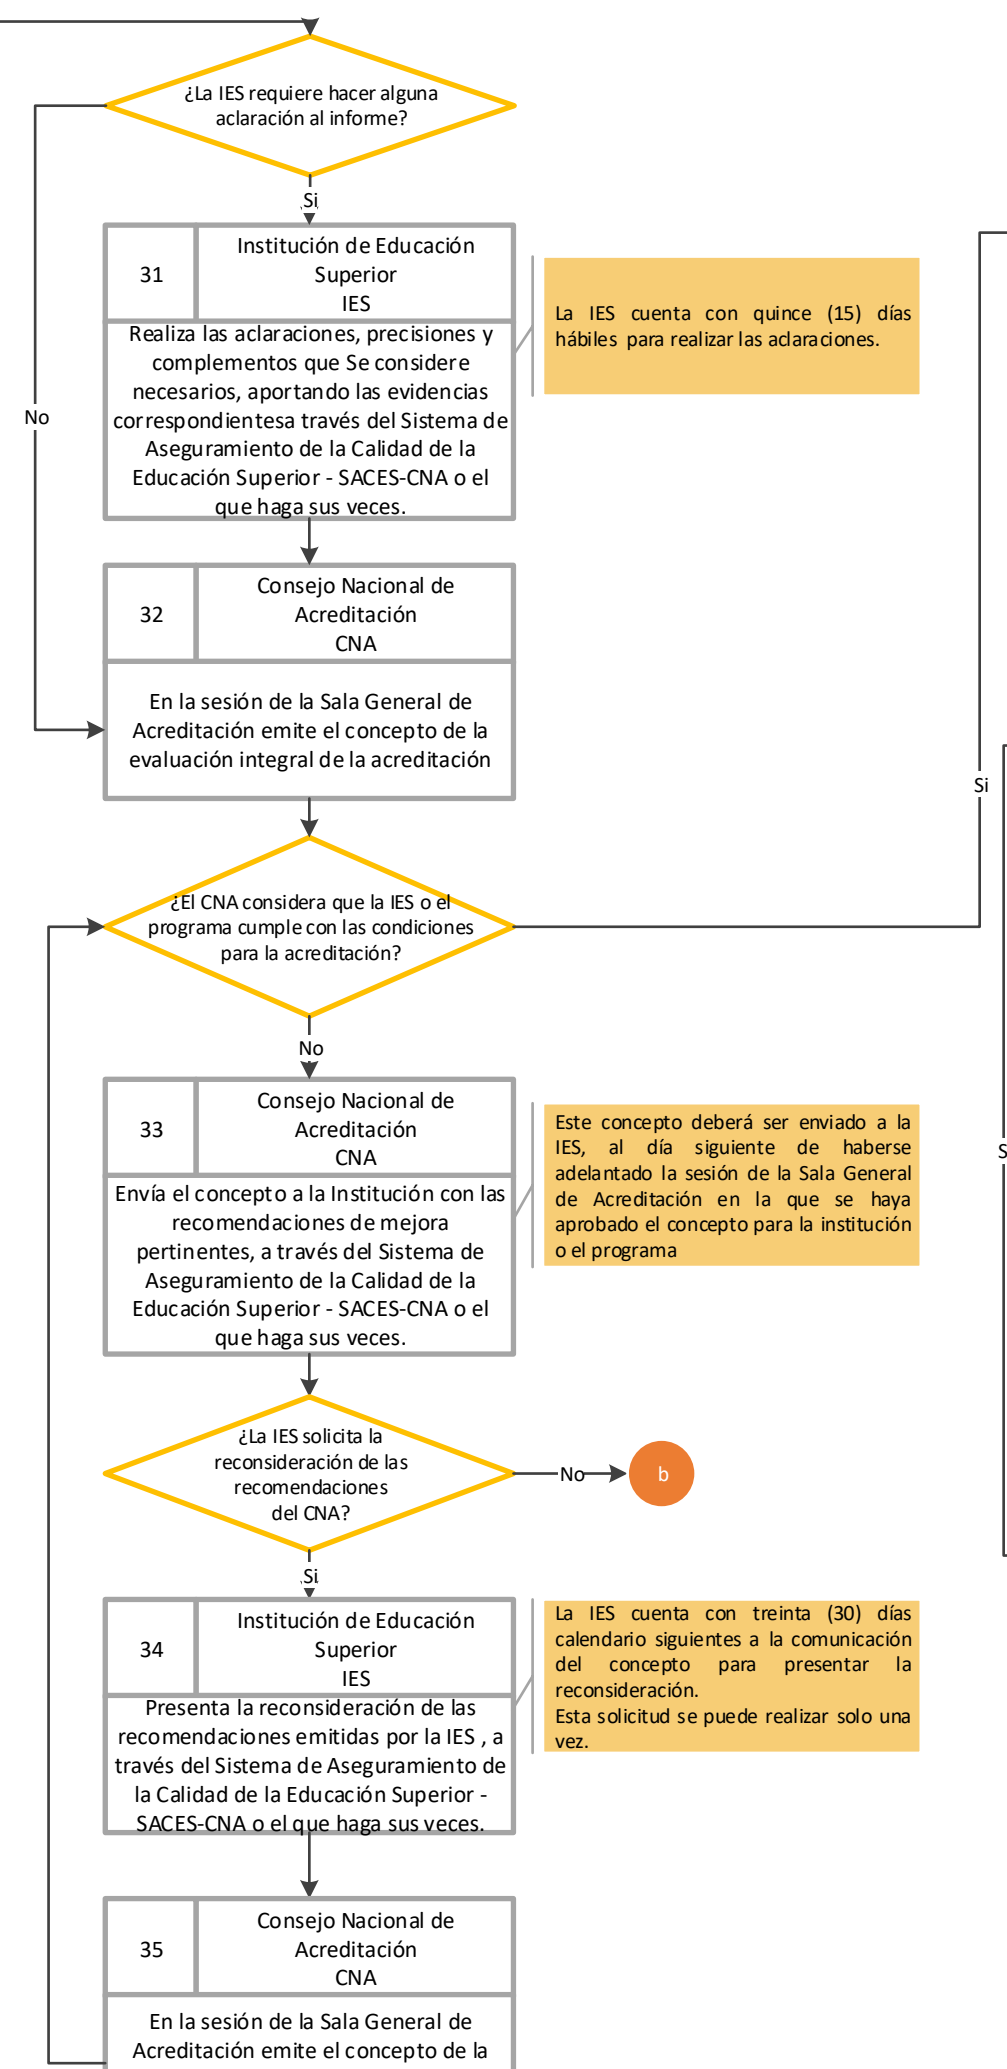 ¿La IES requiere hacer alguna
aclaración al informe?
Si
No
31
Institución de Educación
Superior
IES
Realiza las aclaraciones, precisiones y
complementos que Se considere
necesarios, aportando las evidencias
correspondientesa través del Sistema de
Aseguramiento de la Calidad de la
Educación Superior - SACES-CNA o el
que haga sus veces.
La IES cuenta con quince (15) días
hábiles para realizar las aclaraciones.
32
Consejo Nacional de
Acreditación
CNA
En la sesión de la Sala General de
Acreditación emite el concepto de la
evaluación integral de la acreditación
Si
¿El CNA considera que la IES o el
programa cumple con las condiciones
para la acreditación?
No
33
Consejo Nacional de
Acreditación
CNA
Envía el concepto a la Institución con las
recomendaciones de mejora
pertinentes, a través del Sistema de
Aseguramiento de la Calidad de la
Educación Superior - SACES-CNA o el
que haga sus veces.
Este concepto deberá ser enviado a la
IES, al día siguiente de haberse
adelantado la sesión de la Sala General
de Acreditación en la que se haya
aprobado el concepto para la institución
o el programa
S
¿La IES solicita la
reconsideración de las
recomendaciones
del CNA?
No
b
Si
34
Institución de Educación
Superior
IES
Presenta la reconsideración de las
recomendaciones emitidas por la IES , a
través del Sistema de Aseguramiento de
la Calidad de la Educación Superior -
SACES-CNA o el que haga sus veces.
La IES cuenta con treinta (30) días
calendario siguientes a la comunicación
del concepto para presentar la
reconsideración.
Esta solicitud se puede realizar solo una
vez.
35
Consejo Nacional de
Acreditación
CNA
En la sesión de la Sala General de
Acreditación emite el concepto de la